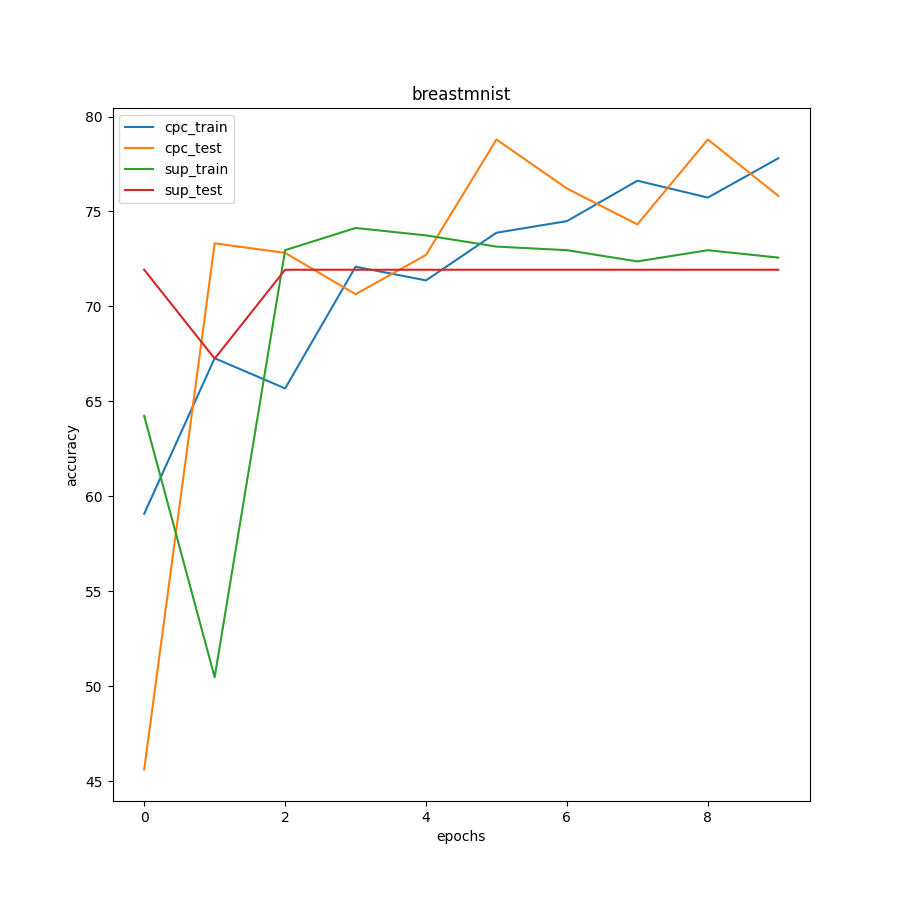 breastmnist
cpc_train
cpc_test
sup_train
sup_test
80
75
70
65
60
55
50
45
accuracy
0 2 4 6 8
epochs